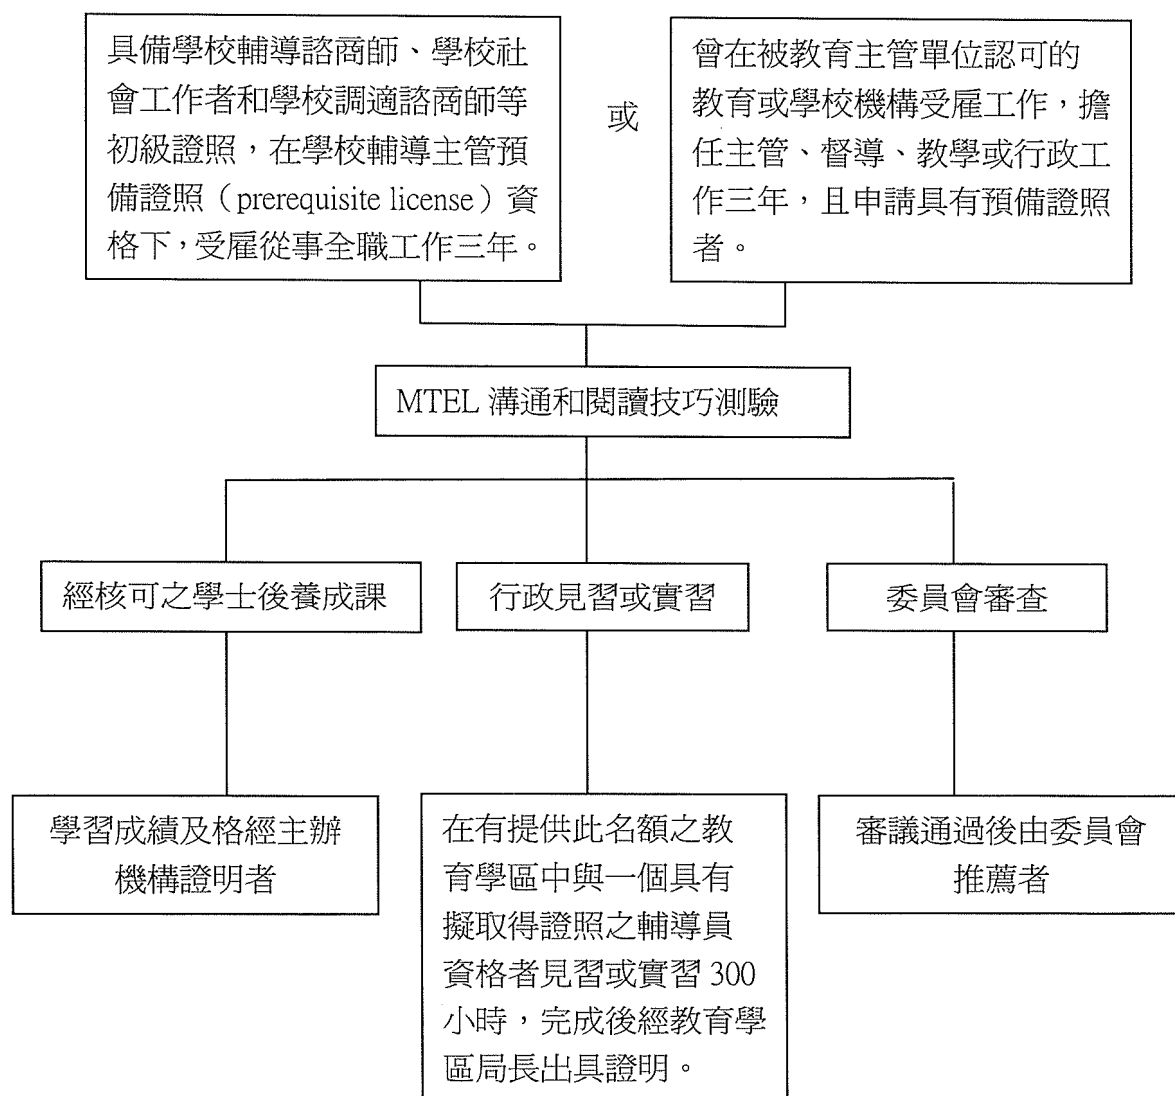 具備學校輔導諮商師、學校社
會工作者和學校調適諮商師等
初級證照，在學校輔導主管預
備證照（prerequisite license）資
格下，受雇從事全職工作三年。
或
曾在被教育主管單位認可的
教育或學校機構受雇工作，擔
任主管、督導、教學或行政工
作三年，且申請具有預備證照
者。
MTEL 溝通和閱讀技巧測驗
經核可之學士後養成課
行政見習或實習
委員會審查
學習成績及格經主辦
機構證明者
在有提供此名額之教
育學區中與一個具有
擬取得證照之輔導員
資格者見習或實習 300
小時，完成後經教育學
區局長出具證明。
審議通過後由委員會
推薦者